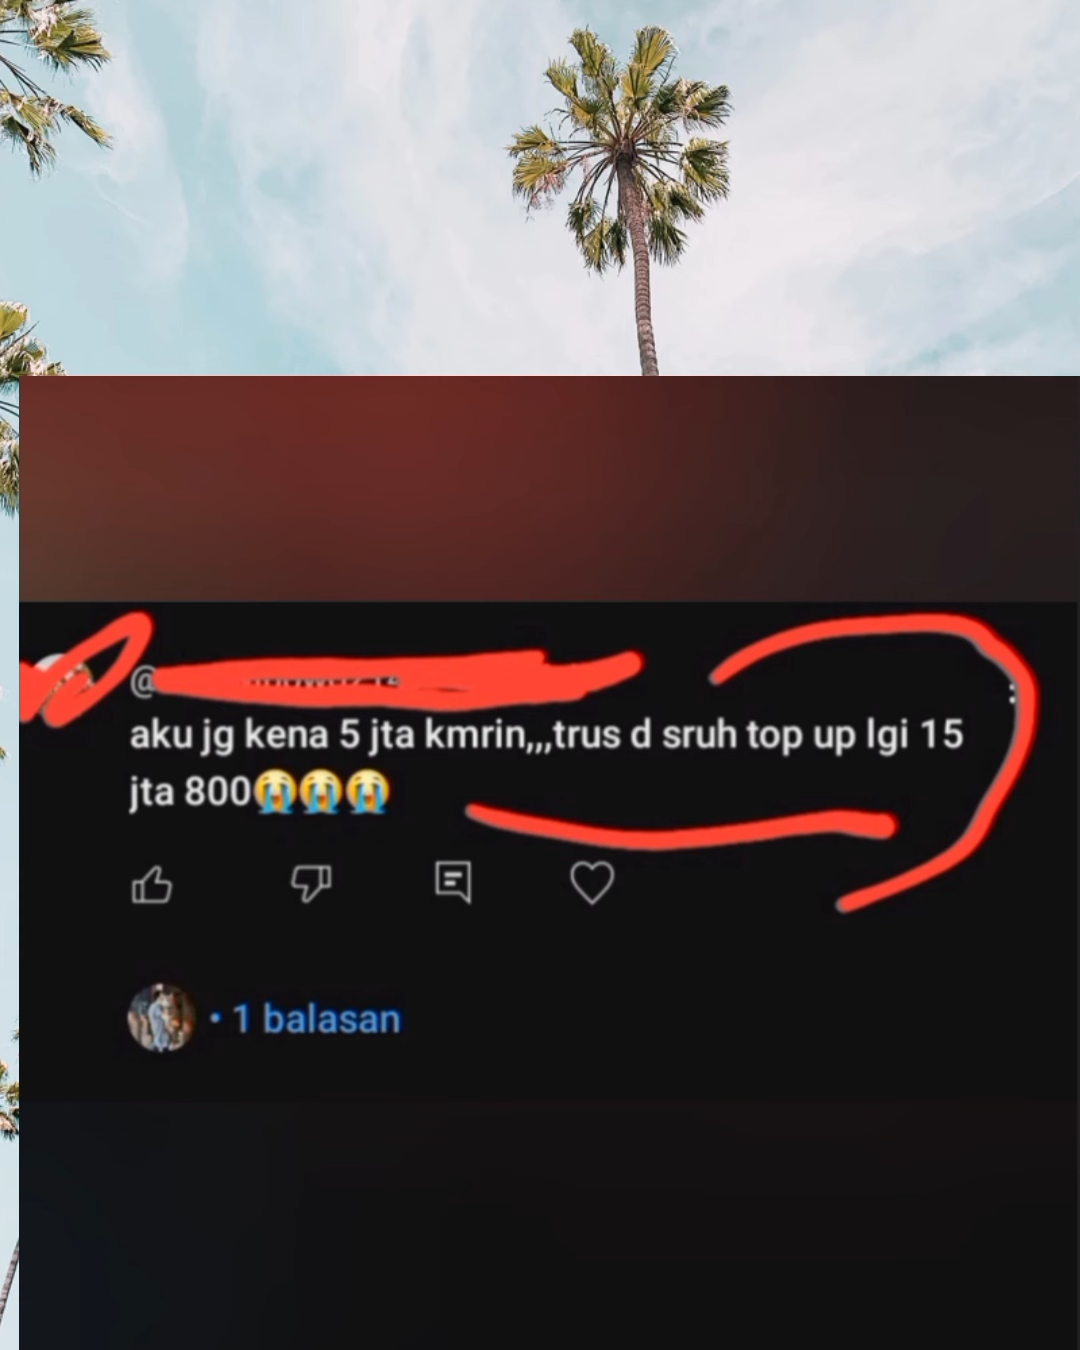 @
aku jg kena 5 jta kmrin,,,trus d sruh top up lgi 15
jta 800😭😭😭
• 1 balasan